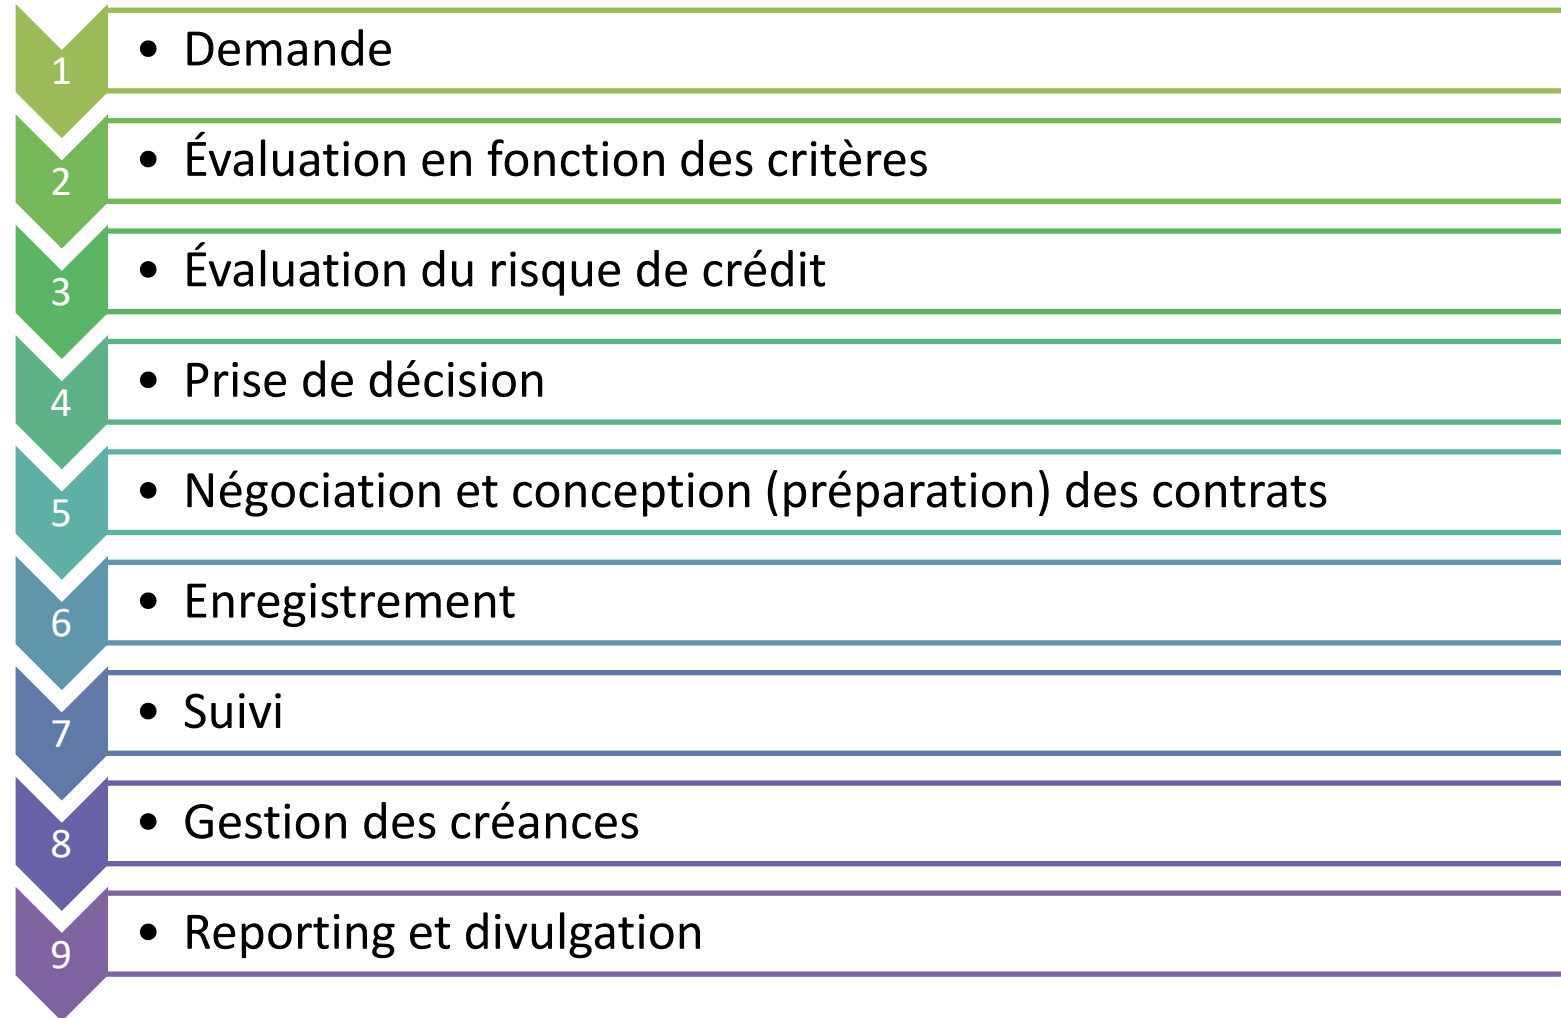 1 • Demande
2 • Évaluation en fonction des critères
3 • Évaluation du risque de crédit
4 • Prise de décision
5 • Négociation et conception (préparation) des contrats
6 • Enregistrement
7 • Suivi
8 • Gestion des créances
9 • Reporting et divulgation